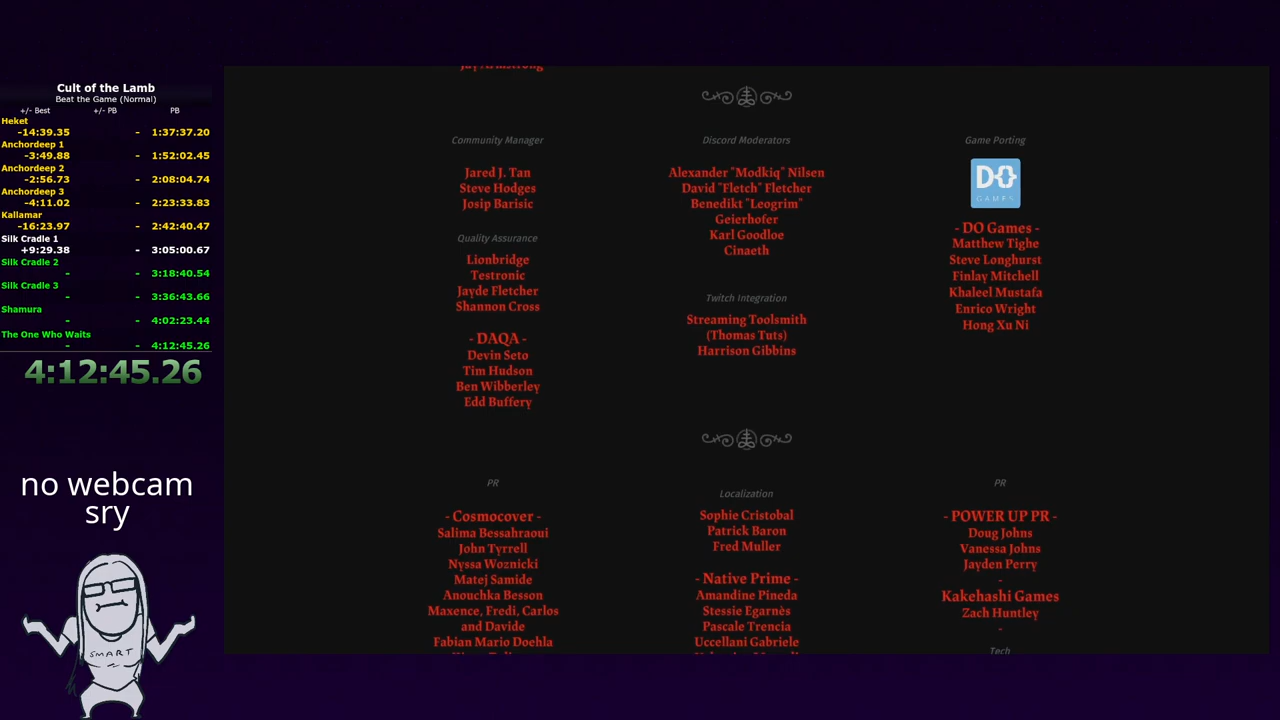 Cult of the Lamb
Beat the Game (Normal)
+/- Best +/- PB PB
Heket
-14:39.35 - 1:37:37.20
Anchordeep 1
-3:49.88 - 1:52:02.45
Anchordeep 2
-2:56.73 - 2:08:04.74
Anchordeep 3
-4:11.02 - 2:23:33.83
Kallamar
-16:23.97 - 2:42:40.47
Silk Cradle 1
+9:29.38 - 3:05:00.67
Silk Cradle 2
- - 3:18:40.54
Silk Cradle 3
- - 3:36:43.66
Shamura
- - 4:02:23.44
The One Who Waits
- - 4:12:45.26
4:12:45.26
no webcam
sry
SMART
Jay Armstrong
Community Manager
Jared J. Tan
Steve Hodges
Josip Barisic
Quality Assurance
Lionbridge
Testronic
Jayde Fletcher
Shannon Cross
- DAQA -
Devin Seto
Tim Hudson
Ben Wibberley
Edd Buffery
Discord Moderators
Alexander "Modkiq" Nilsen
David "Fletch" Fletcher
Benedikt "Leogrim"
Geierhofer
Karl Goodloe
Cinaeth
Twitch Integration
Streaming Toolsmith
(Thomas Tuts)
Harrison Gibbins
Game Porting
DO
GAMES
- DO Games -
Matthew Tighe
Steve Longhurst
Finlay Mitchell
Khaleel Mustafa
Enrico Wright
Hong Xu Ni
PR
- Cosmocover -
Salima Bessahraoui
John Tyrrell
Nyssa Woznicki
Matej Samide
Anouchka Besson
Maxence, Fredi, Carlos
and Davide
Fabian Mario Doehla
Localization
Sophie Cristobal
Patrick Baron
Fred Muller
- Native Prime -
Amandine Pineda
Stessie Egarnès
Pascale Trencia
Uccellani Gabriele
PR
- POWER UP PR -
Doug Johns
Vanessa Johns
Jayden Perry
-
Kakehashi Games
Zach Huntley
-
Tech